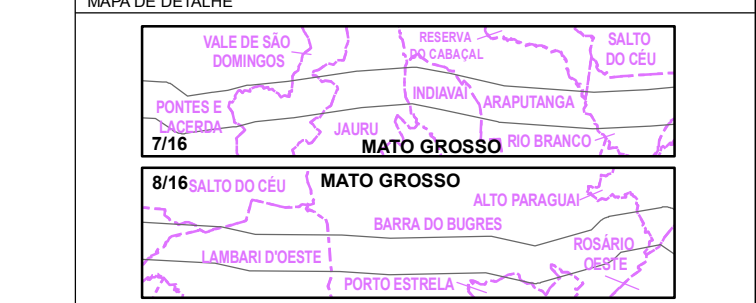 MAPA DE DETALHE
VALE DE SÃO
DOMINGOS
RESERVA
DO CABAÇAL
SALTO
DO CÉU
PONTES E
LACERDA
INDIAVAÍ
ARAPUTANGA
JAURU
RIO BRANCO
7/16
MATO GROSSO
8/16
SALTO DO CÉU
MATO GROSSO
ALTO PARAGUAI
BARRA DO BUGRES
ROSÁRIO
OESTE
LAMBARI D'OESTE
PORTO ESTRELA